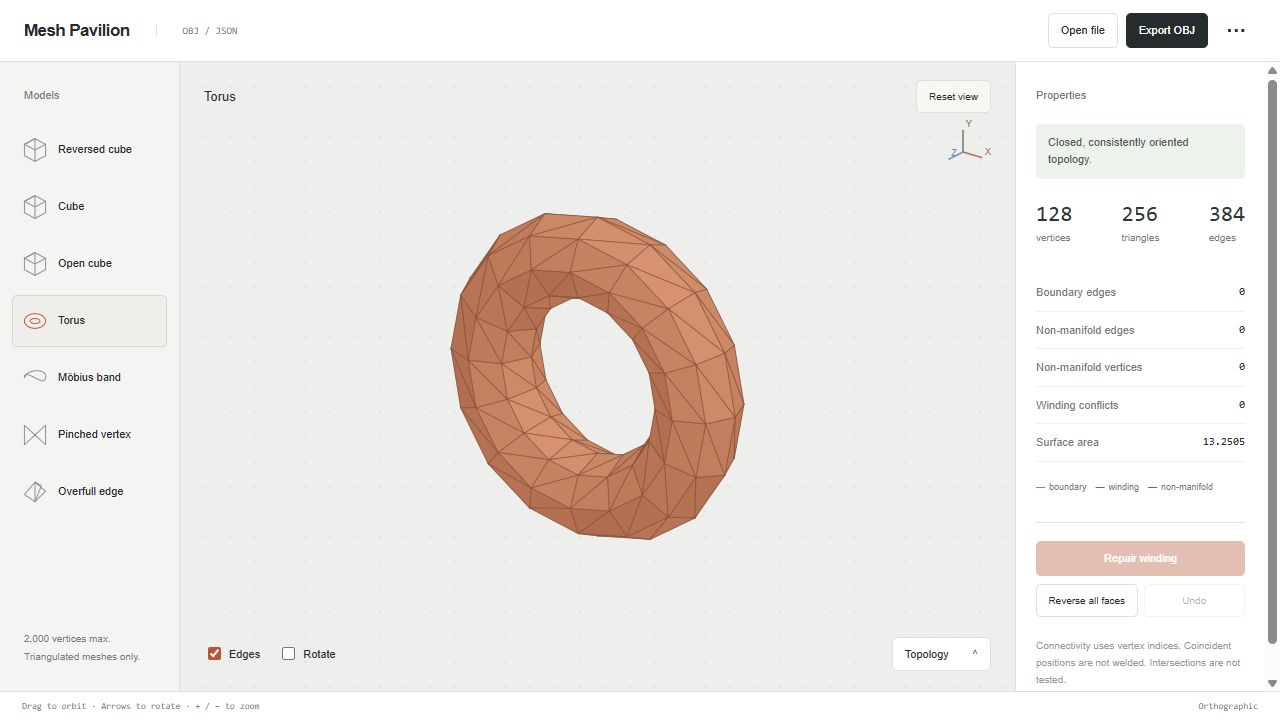 Mesh Pavilion
OBJ / JSON
Open file
Export OBJ
Models
Reversed cube
Cube
Open cube
Torus
Möbius band
Pinched vertex
Overfull edge
2,000 vertices max.
Triangulated meshes only.
Torus
Reset view
Y
Z
X
Edges
Rotate
Topology
Properties
Closed, consistently oriented
topology.
128 256 384
vertices triangles edges
Boundary edges 0
Non-manifold edges 0
Non-manifold vertices 0
Winding conflicts 0
Surface area 13.2505
boundary winding non-manifold
Repair winding
Reverse all faces Undo
Connectivity uses vertex indices. Coincident
positions are not welded. Intersections are not
tested.
Drag to orbit · Arrows to rotate · + / − to zoom
Orthographic